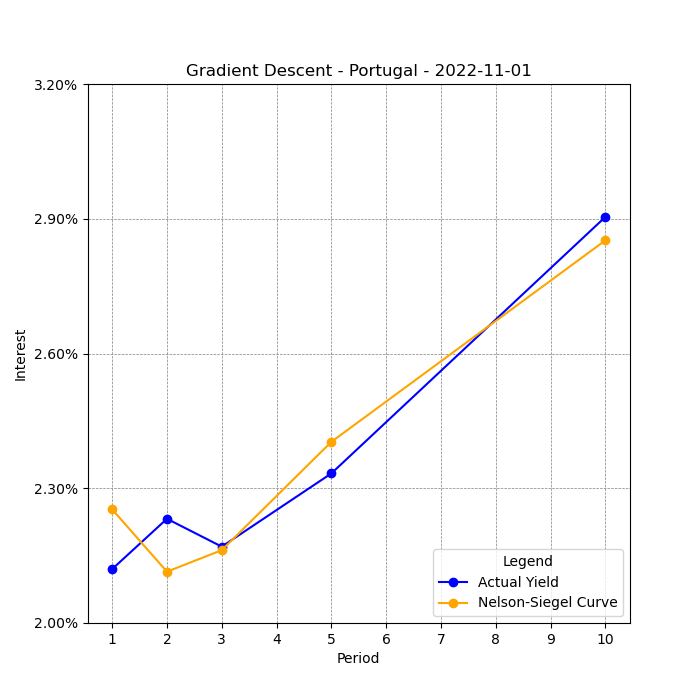 Gradient Descent - Portugal - 2022-11-01
3.20%
2.90%
2.60%
2.30%
2.00%
Interest
1 2 3 4 5 6 7 8 9 10
Period
Legend
Actual Yield
Nelson-Siegel Curve